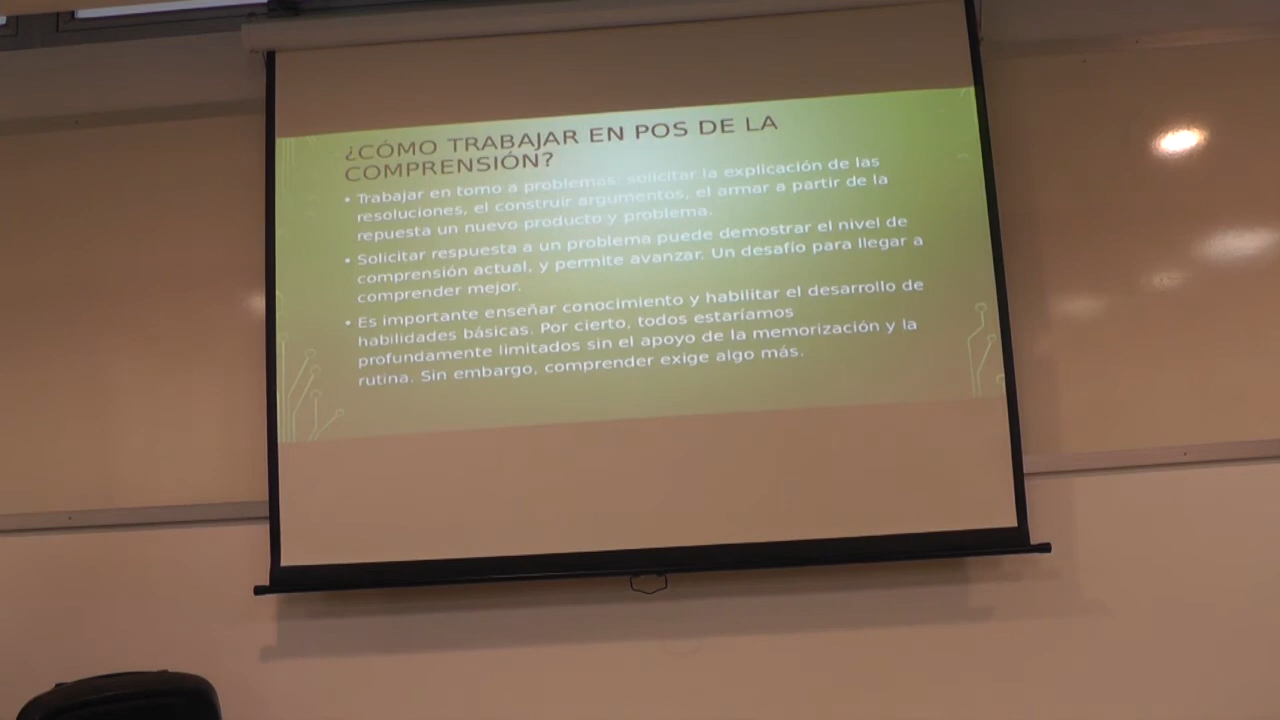 ¿CÓMO TRABAJAR EN POS DE LA
COMPRENSIÓN?
• Trabajar en torno a problemas: solicitar la explicación de las
resoluciones, el construir argumentos, el armar a partir de la
repuesta un nuevo producto y problema.
• Solicitar respuesta a un problema puede demostrar el nivel de
comprensión actual, y permite avanzar. Un desafío para llegar a
comprender mejor.
• Es importante enseñar conocimiento y habilitar el desarrollo de
habilidades básicas. Por cierto, todos estaríamos
profundamente limitados sin el apoyo de la memorización y la
rutina. Sin embargo, comprender exige algo más.